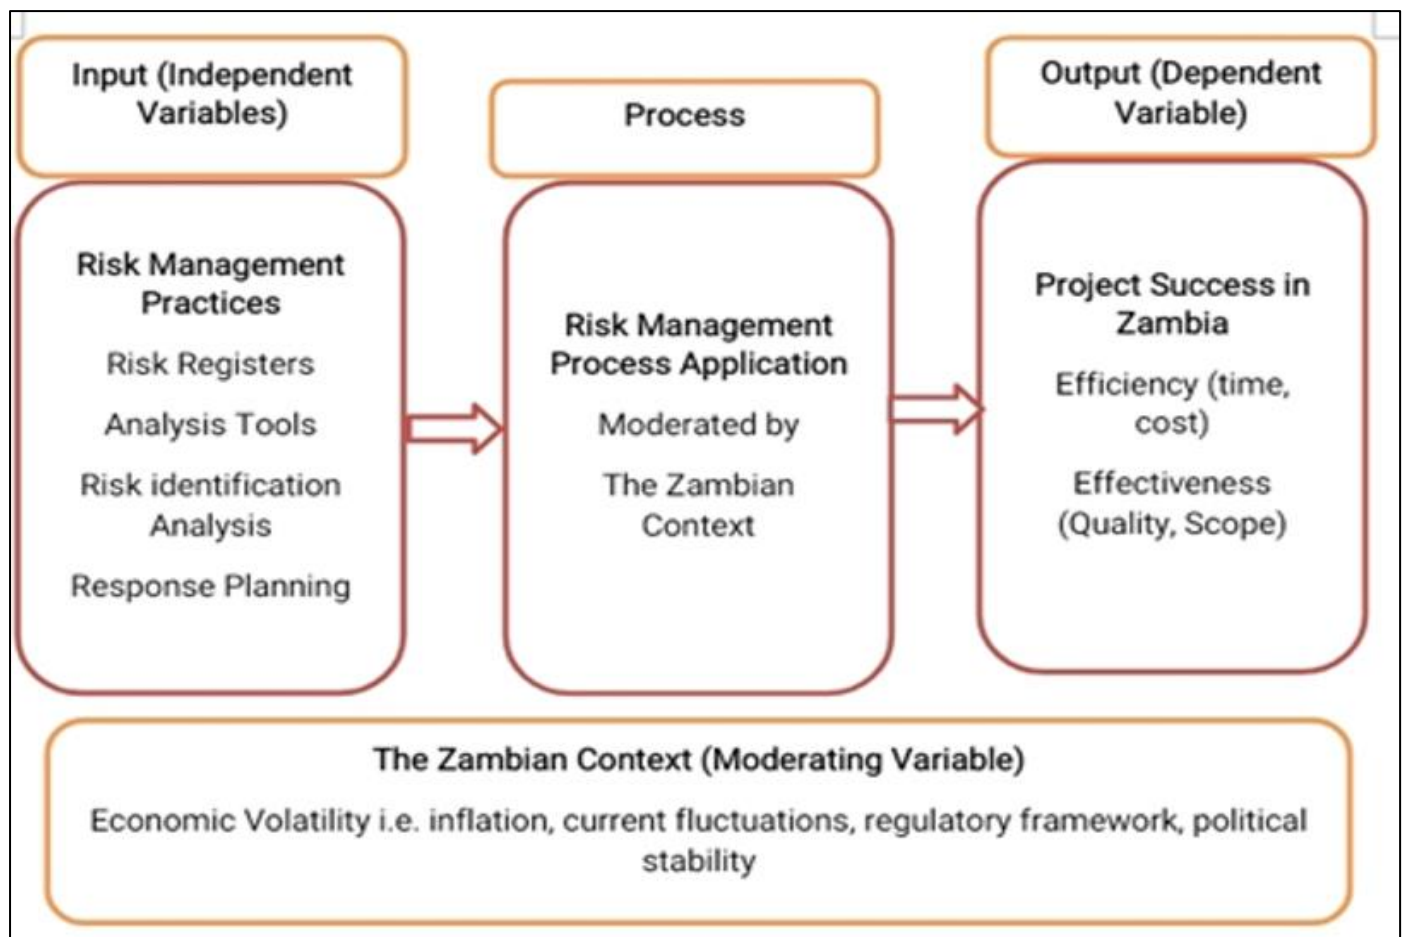 Input (Independent
Variables)
Process
Output (Dependent
Variable)
Risk Management
Practices
Risk Registers
Analysis Tools
Risk identification
Analysis
Response Planning
Risk Management
Process Application
Moderated by
The Zambian
Context
Project Success in
Zambia
Efficiency (time,
cost)
Effectiveness
(Quality, Scope)
The Zambian Context (Moderating Variable)
Economic Volatility i.e. inflation, current fluctuations, regulatory framework, political
stability